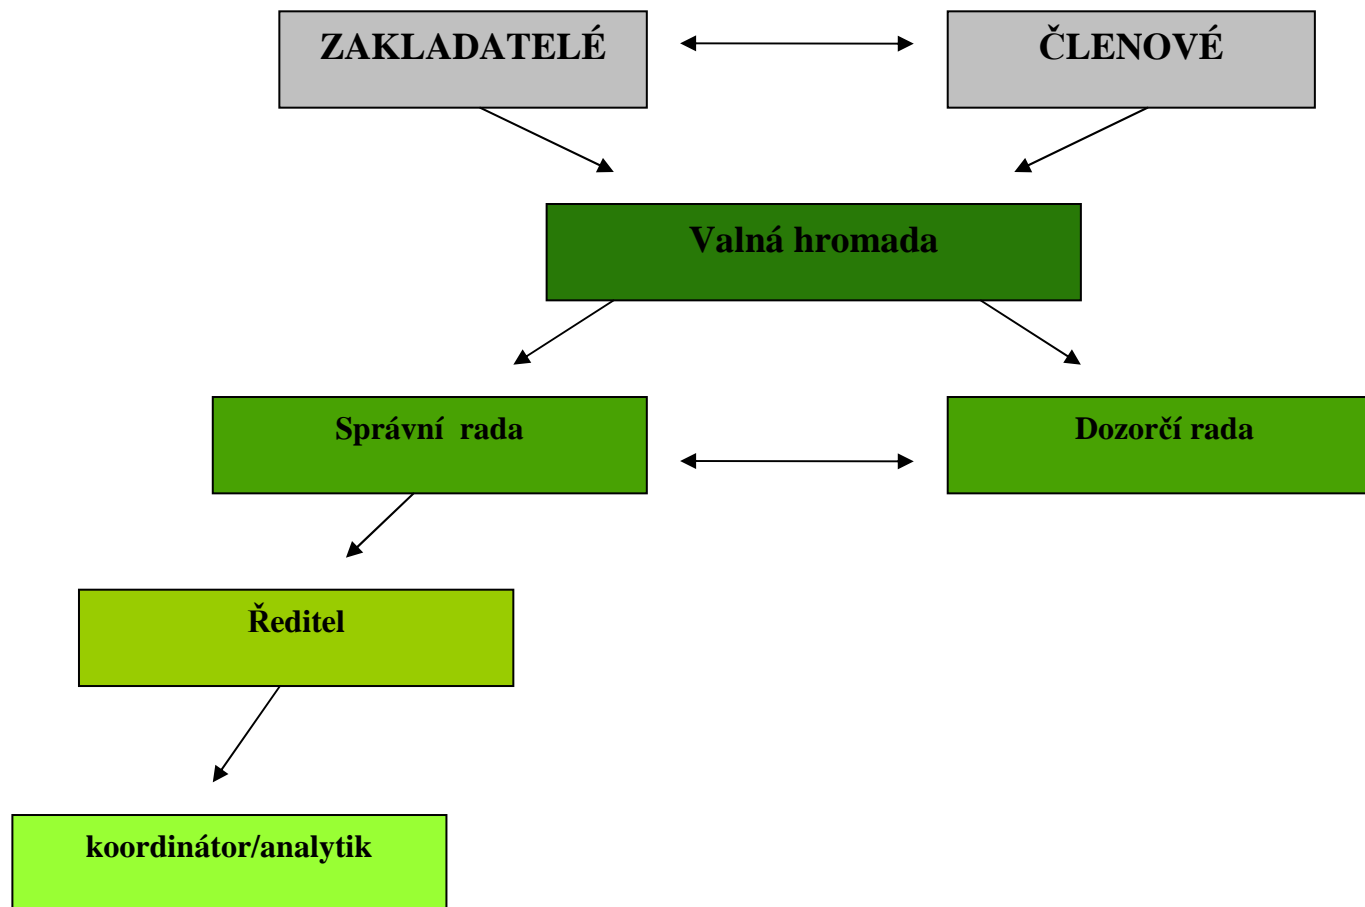 ZAKLADATELÉ
ČLENOVÉ
Valná hromada
Správní  rada
Dozorčí rada
Ředitel
koordinátor/analytik